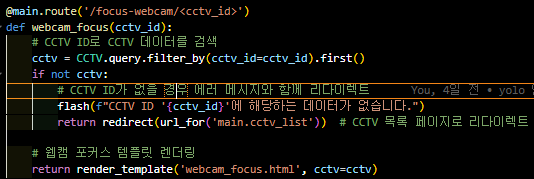 @main.route('/focus-webcam/<cctv_id>')
def webcam_focus(cctv_id):
# CCTV ID로 CCTV 데이터를 검색
cctv = CCTV.query.filter_by(cctv_id=cctv_id).first()
if not cctv:
# CCTV ID가 없을 경우 에러 메시지와 함께 리다이렉트 You, 4일 전 • yolo
flash(f"CCTV ID '{cctv_id}'에 해당하는 데이터가 없습니다.")
return redirect(url_for('main.cctv_list')) # CCTV 목록 페이지로 리다이렉트
# 웹캠 포커스 템플릿 렌더링
return render_template('webcam_focus.html', cctv=cctv)